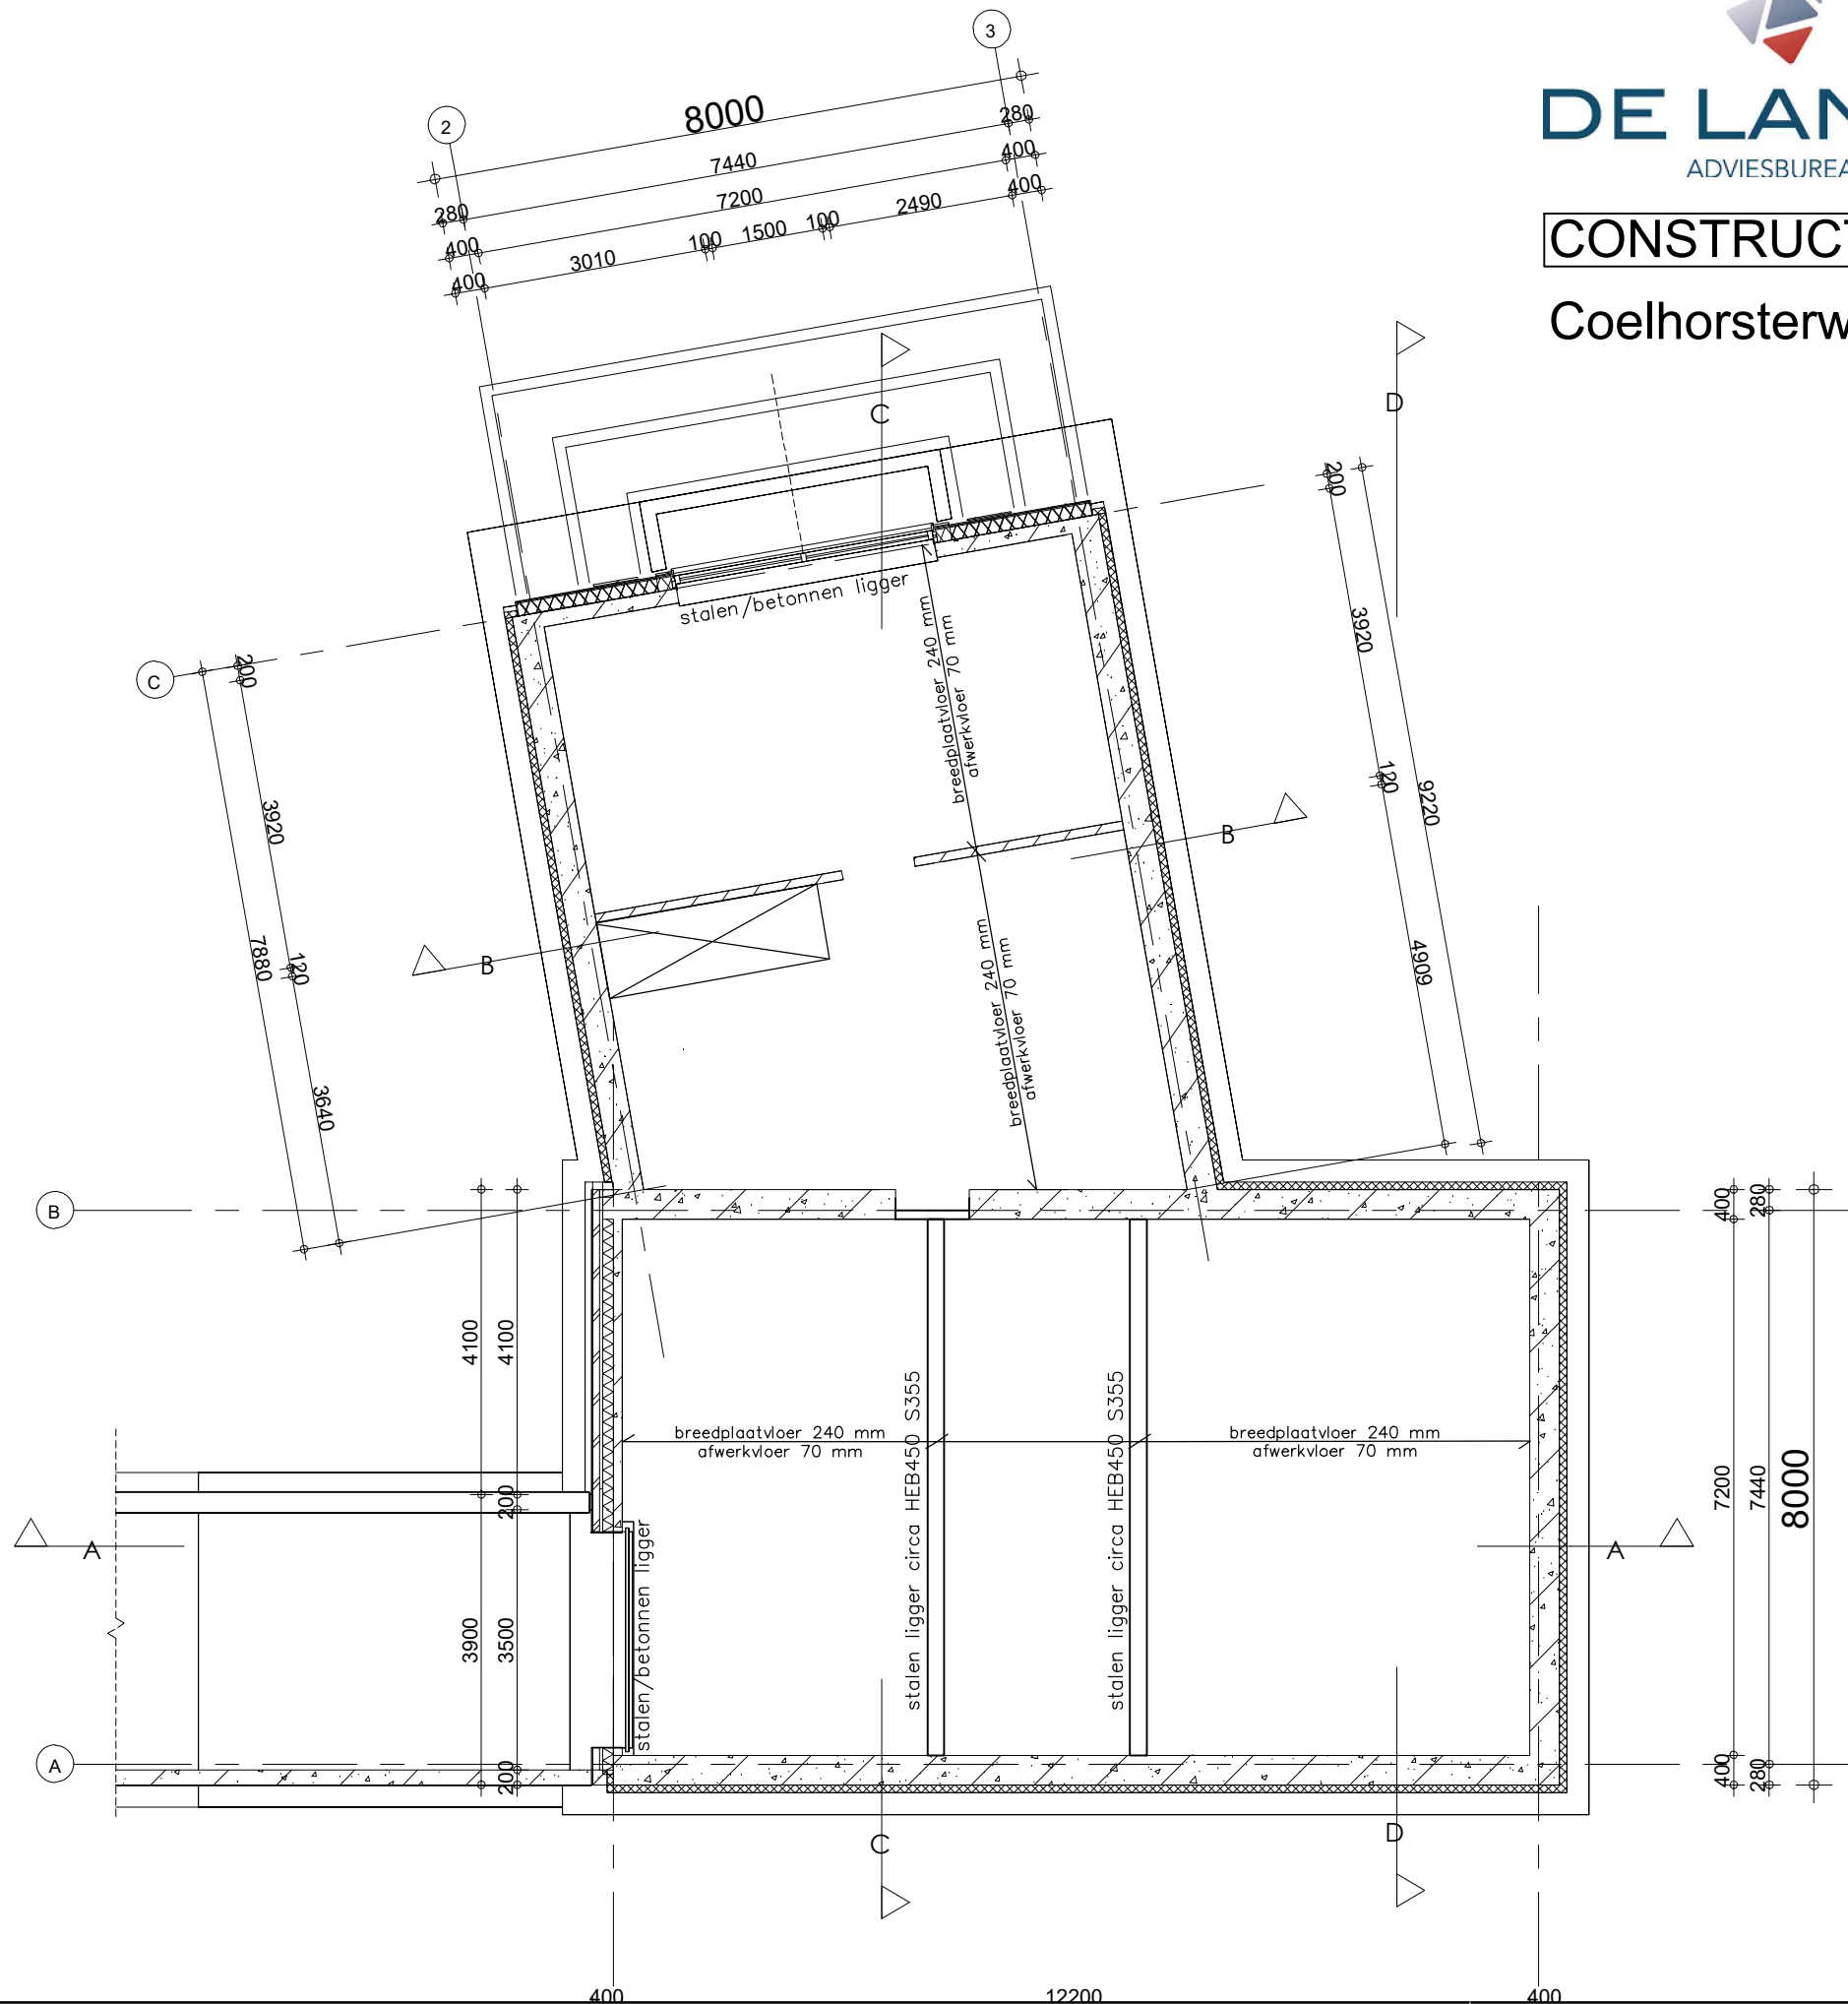 3
2
8000
280
7440
400
280
7200
400
400
3010
100
1500
100
2490
400
DE LAN
ADVIESBUREA
CONSTRUCT
Coelhorsterw
C
D
200
stalen/betonnen ligger
breedplaatvloer 240 mm
afwerkvloer 70 mm
3920
C
200
120
9220
B
3920
B
7880
120
breedplaatvloer 240 mm
afwerkvloer 70 mm
4909
3640
B
400
280
4100
4100
stalen ligger circa HEB450 S355
stalen ligger circa HEB450 S355
breedplaatvloer 240 mm
afwerkvloer 70 mm
breedplaatvloer 240 mm
afwerkvloer 70 mm
7200
7440
8000
200
A
A
stalen/betonnen ligger
3900
3500
A
200
400
280
C
D
400
12200
400